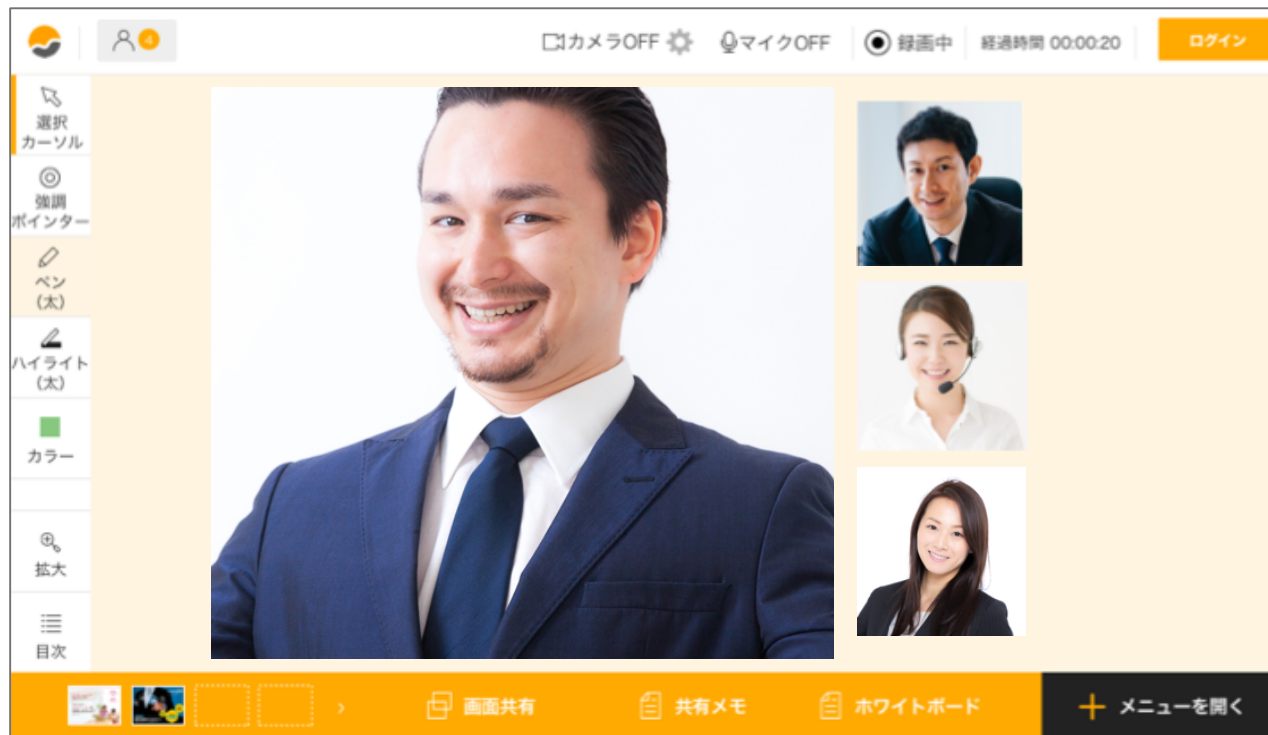 4
カメラOFF
マイクOFF
録画中
経過時間 00:00:20
ログイン
選択
カーソル
強調
ポインター
ペン
(太)
ハイライト
(太)
カラー
拡大
目次
画面共有
共有メモ
ホワイトボード
メニューを開く